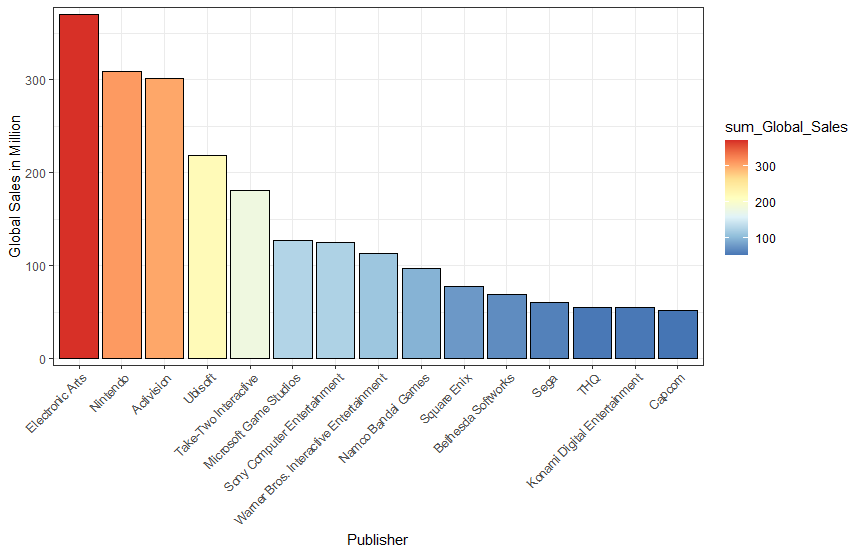 Global Sales in Million
300
200
100
0
Electronic Arts
Nintendo
Activision
Ubisoft
Take-Two Interactive
Microsoft Game Studios
Sony Computer Entertainment
Warner Bros. Interactive Entertainment
Namco Bandai Games
Square Enix
Bethesda Softworks
Sega
THQ
Konami Digital Entertainment
Capcom
Publisher
sum_Global_Sales
300
200
100